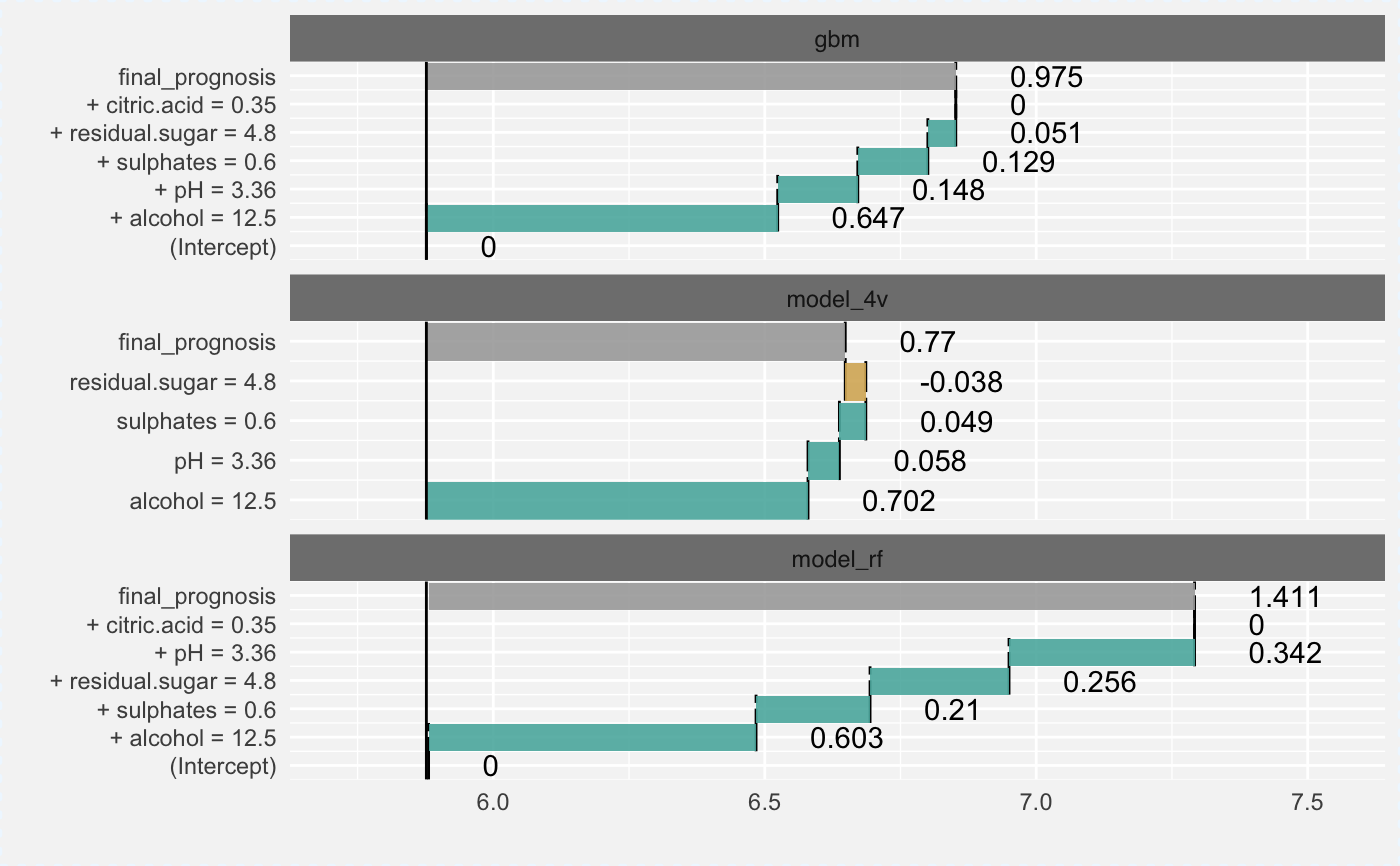 gbm
final_prognosis 0.975
+ citric.acid = 0.35 0
+ residual.sugar = 4.8 0.051
+ sulphates = 0.6 0.129
+ pH = 3.36 0.148
+ alcohol = 12.5 0.647
(Intercept) 0
model_4v
final_prognosis 0.77
residual.sugar = 4.8 -0.038
sulphates = 0.6 0.049
pH = 3.36 0.058
alcohol = 12.5 0.702
model_rf
final_prognosis 1.411
+ citric.acid = 0.35 0
+ pH = 3.36 0.342
+ residual.sugar = 4.8 0.256
+ sulphates = 0.6 0.21
+ alcohol = 12.5 0.603
(Intercept) 0
6.0 6.5 7.0 7.5